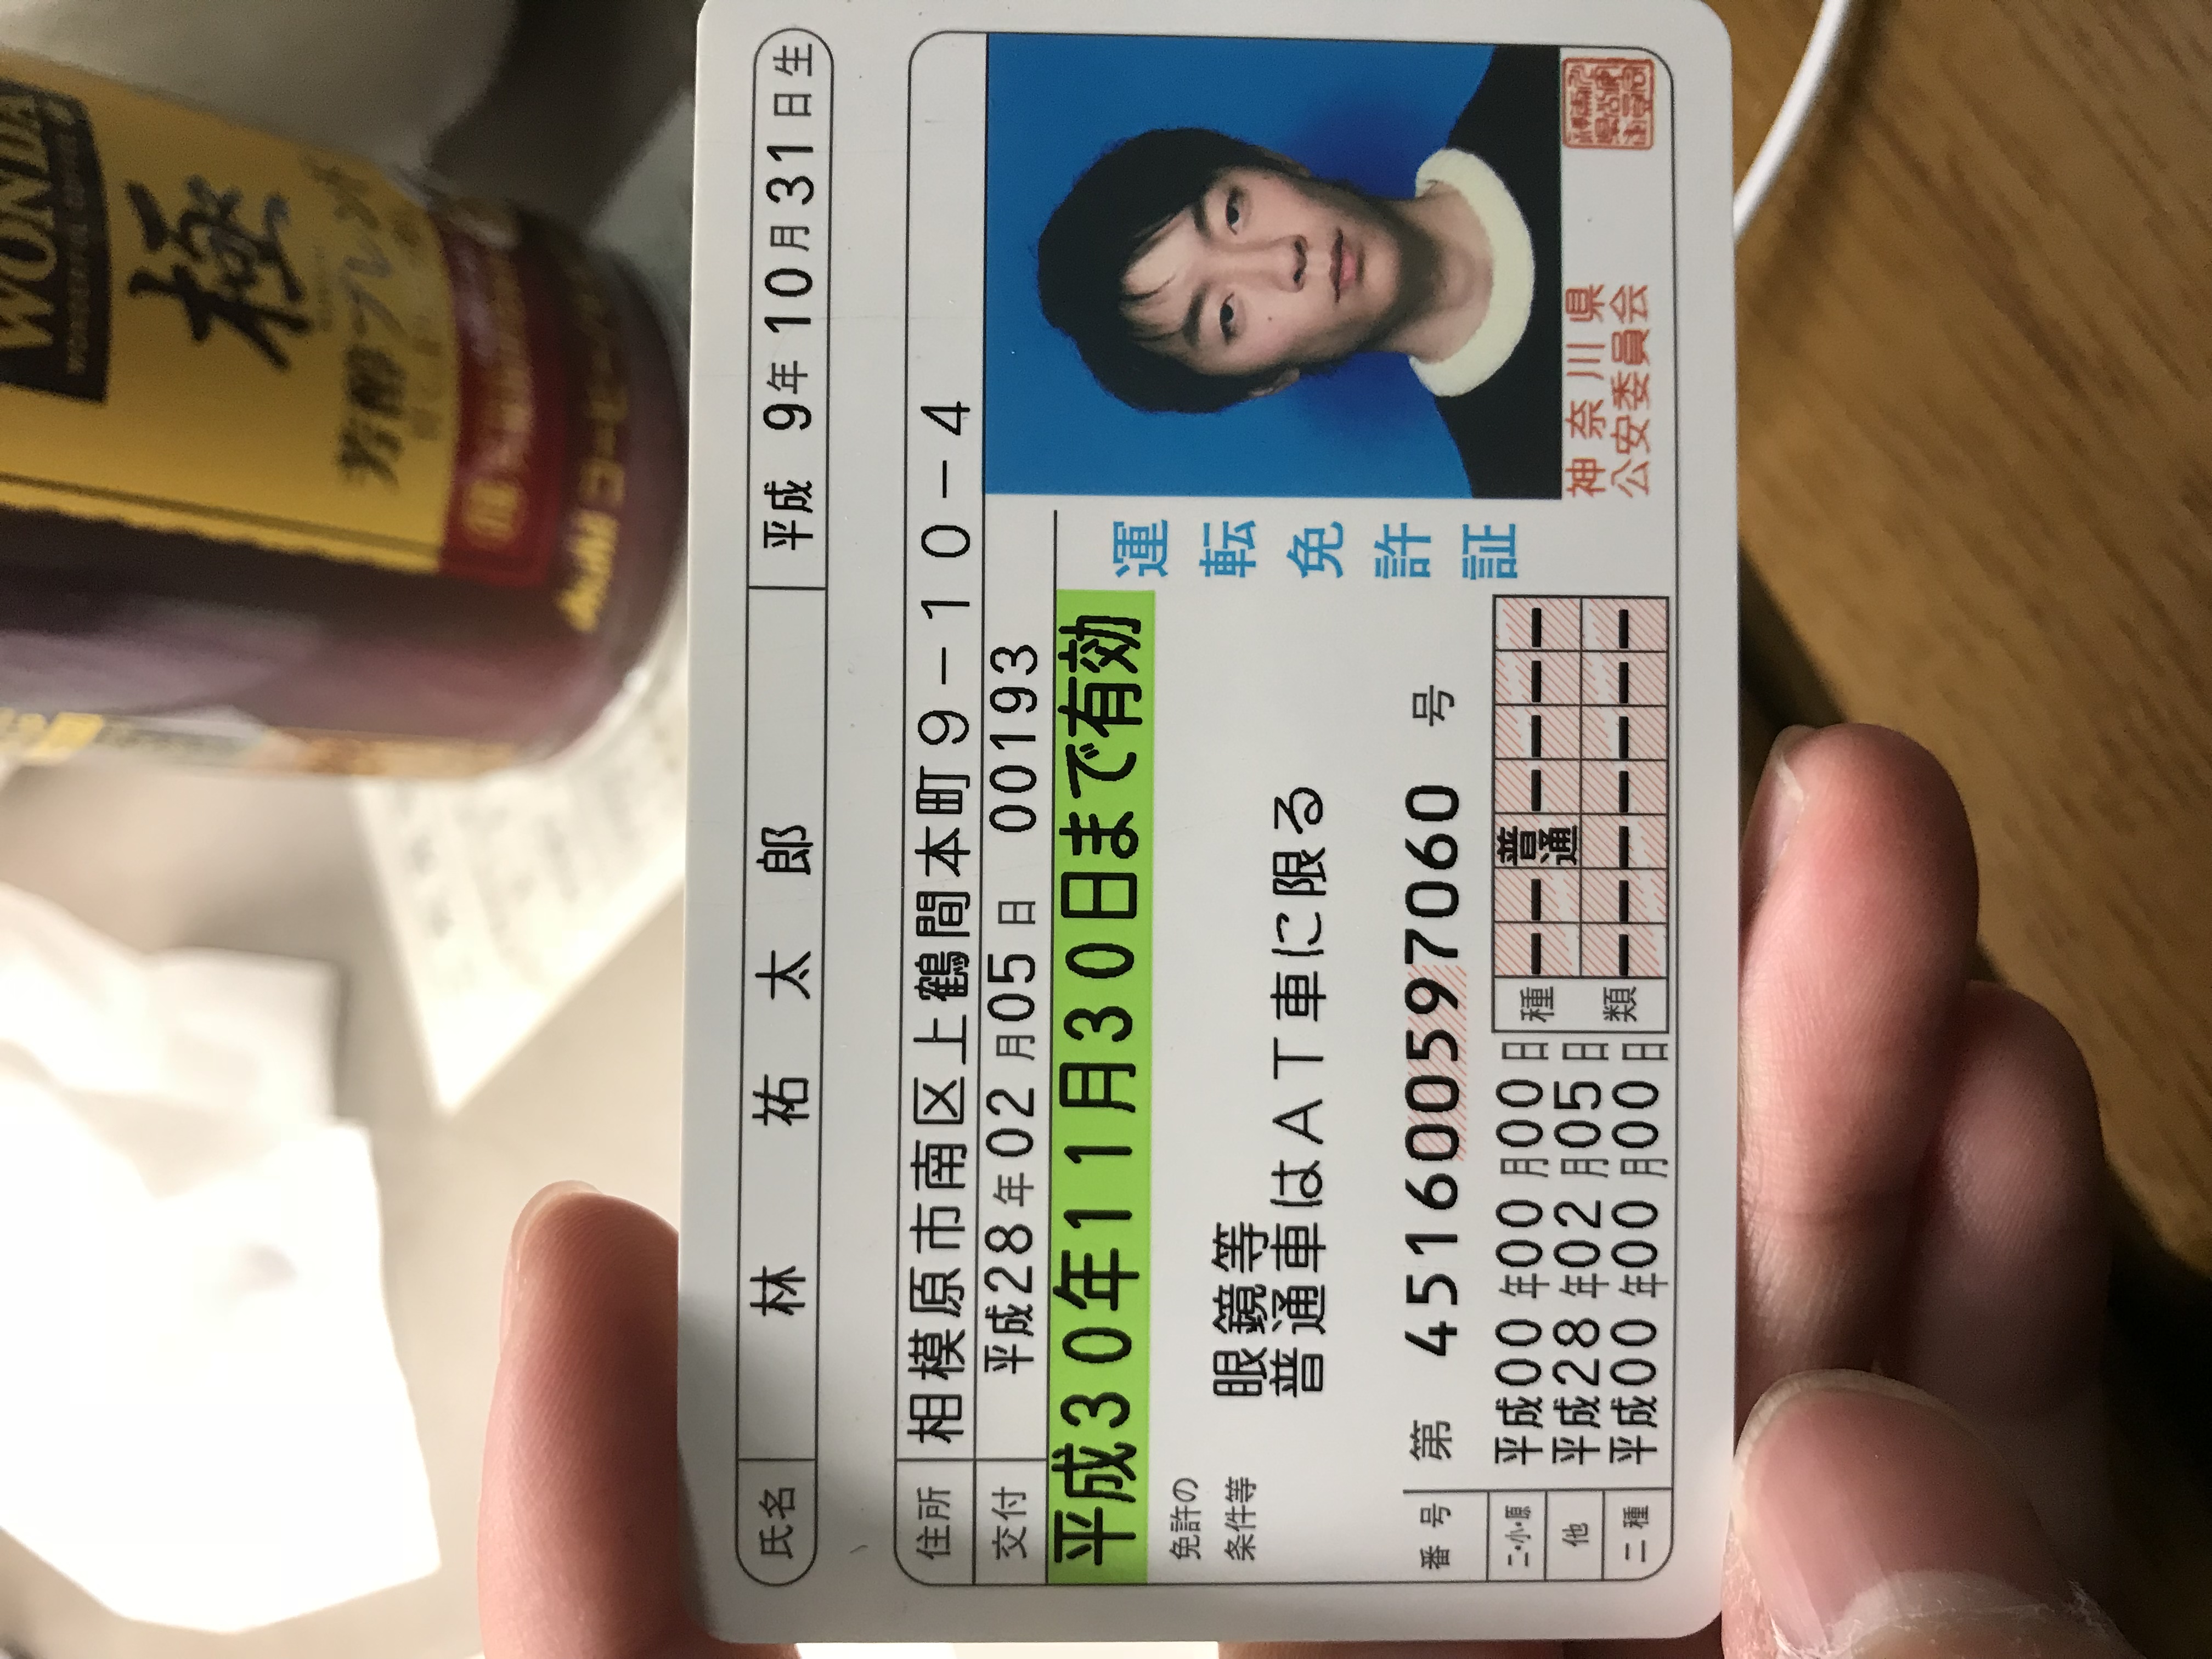 WONDA
WONDERFUL COFFEE
極
芳醇ブレンド
Asahi コーヒー
氏名 林 祐太郎 平成 9年10月31日生
住所 相模原市南区上鶴間本町9-10-4
交付 平成28年02月05日 00193
平成30年11月30日まで有効
免許の
条件等
眼鏡等
普通車はAT車に限る
番号 第 451600597060 号
二・小・原 平成00年00月00日
他 平成28年02月05日
二種 平成00年00月00日
種類 普通
運転免許証
神奈川県
公安委員会